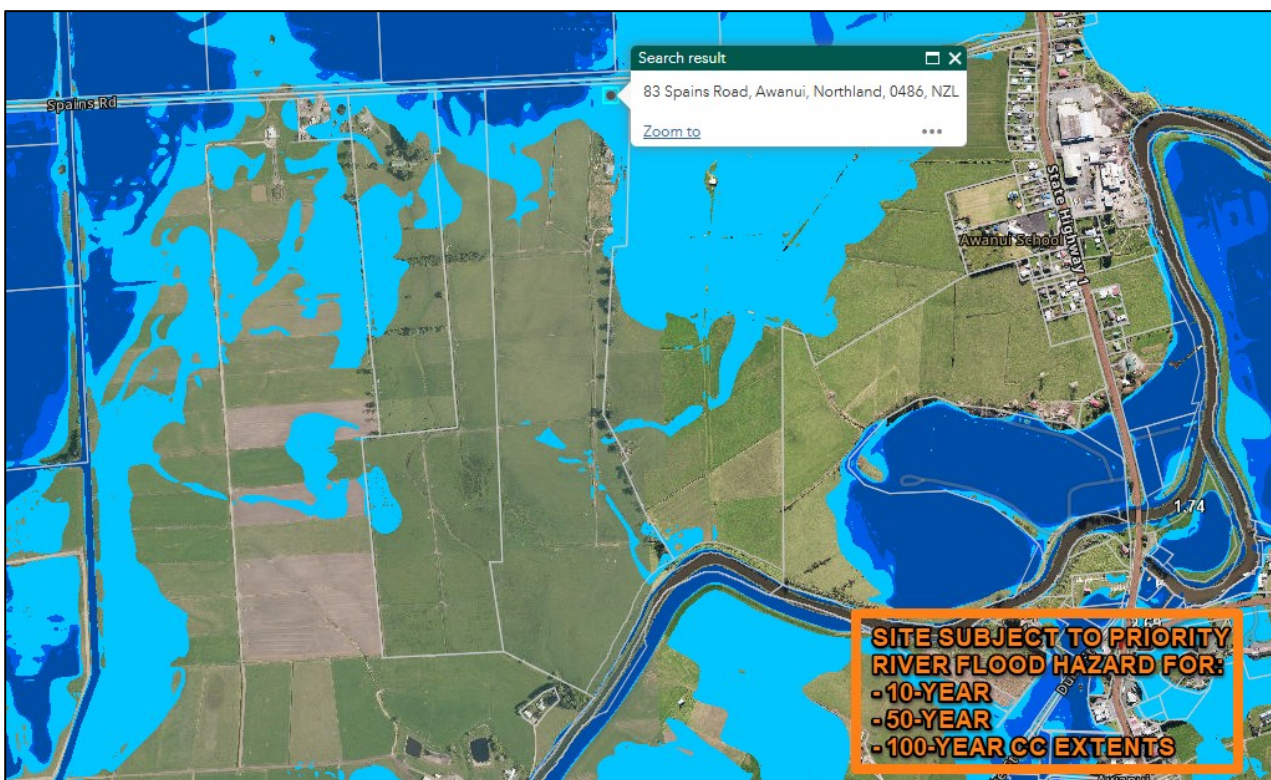 Search result
83 Spains Road, Awanui, Northland, 0486, NZL
Zoom to
Spains Rd
State Highway 1
Awanui School
1.74
SITE SUBJECT TO PRIORITY
RIVER FLOOD HAZARD FOR:
- 10-YEAR
- 50-YEAR
- 100-YEAR CC EXTENTS